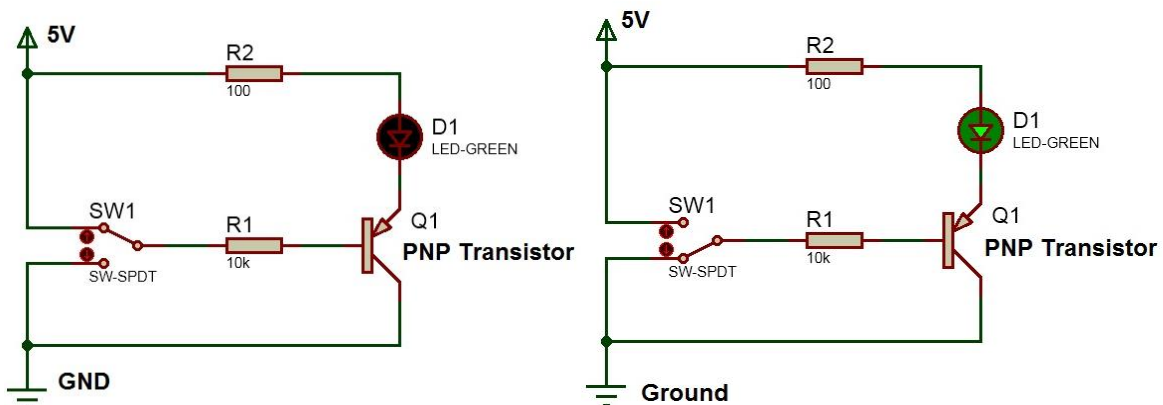 5V
R2
100
D1
LED-GREEN
SW1
SW-SPDT
R1
10k
Q1
PNP Transistor
GND
5V
R2
100
D1
LED-GREEN
SW1
SW-SPDT
R1
10k
Q1
PNP Transistor
Ground